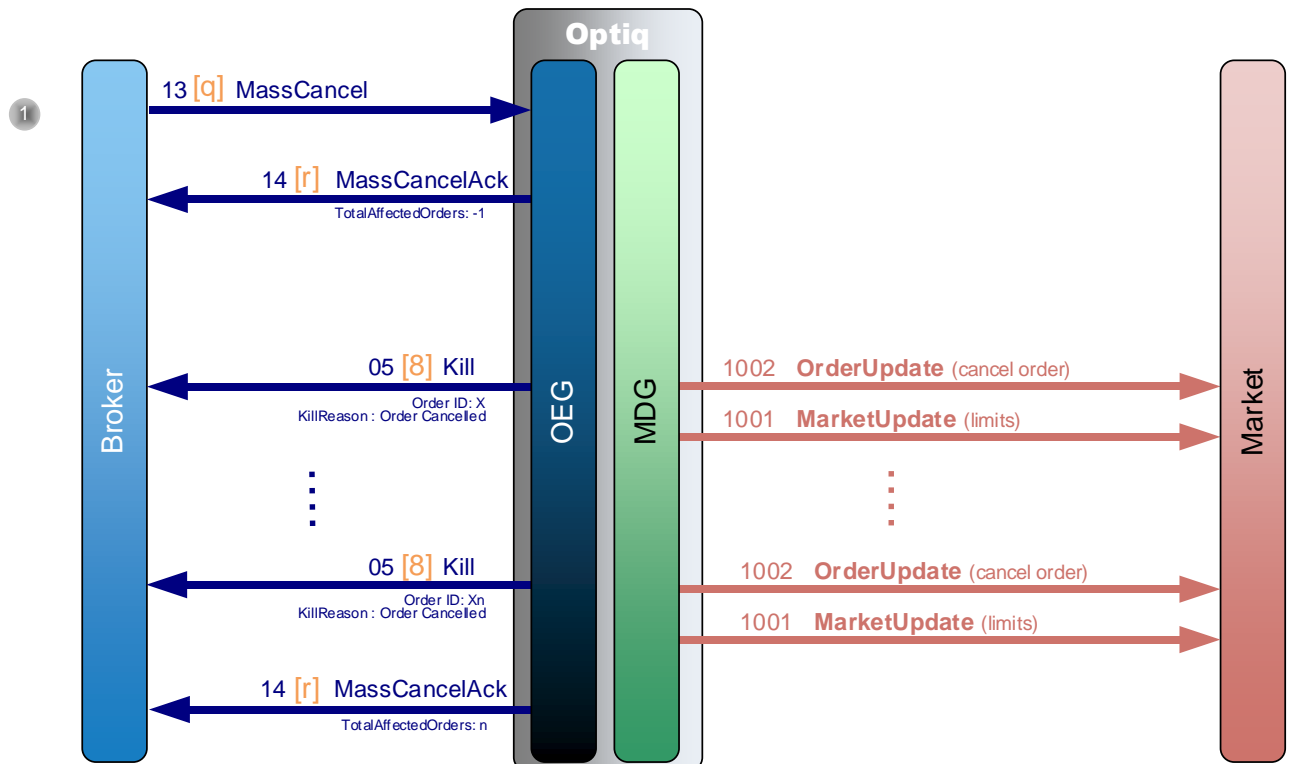 Optiq
13 [q] MassCancel
1
14 [r] MassCancelAck
TotalAffectedOrders: -1
05 [8] Kill
Order ID: X
KillReason : Order Cancelled
1002 OrderUpdate (cancel order)
1001 MarketUpdate (limits)
Broker
OEG
MDG
Market
05 [8] Kill
Order ID: Xn
KillReason : Order Cancelled
1002 OrderUpdate (cancel order)
1001 MarketUpdate (limits)
14 [r] MassCancelAck
TotalAffectedOrders: n